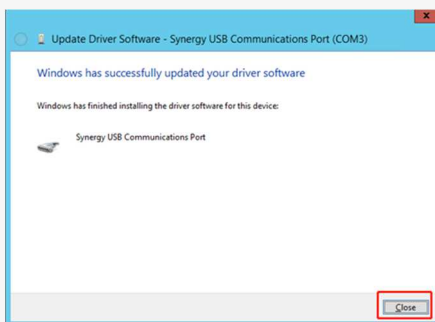 Update Driver Software - Synergy USB Communications Port (COM3)
Windows has successfully updated your driver software
Windows has finished installing the driver software for this device:
Synergy USB Communications Port
Close